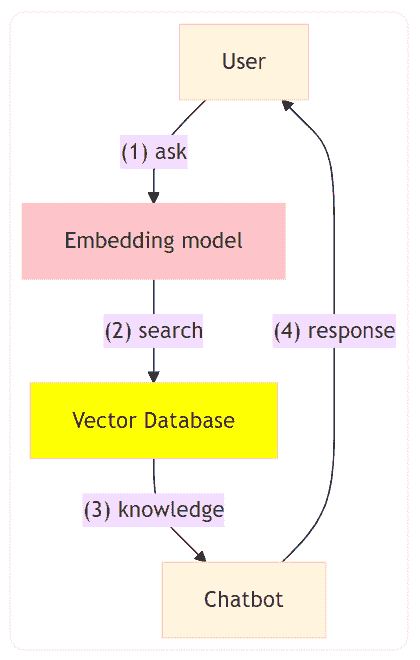 User
(1) ask
Embedding model
(2) search
(4) response
Vector Database
(3) knowledge
Chatbot